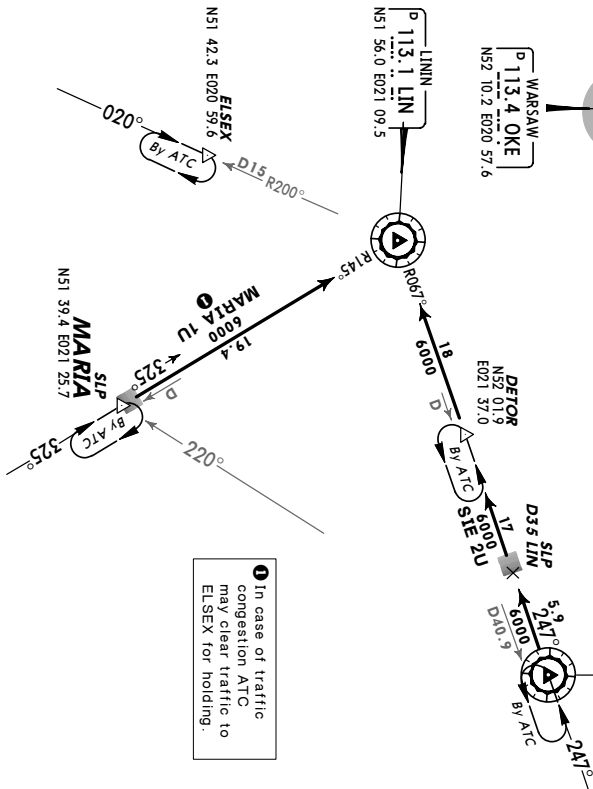 WARSAW
D 113.4 OKE
N52 10.2 E020 57.6
LININ
D 113.1 LIN
N51 56.0 E021 09.5
ELSEX
N51 42.3 E020 59.6
020°
By ATC
D15 R200°
R145°
R067°
MARIA 1U
❶ 6000
19.4
325°
D
SLP
MARIA
N51 39.4 E021 25.7
By ATC
325°
220°
18
6000
D
DETOR
N52 01.9
E021 37.0
By ATC
17
6000
SIE 2U
SLP
D35 LIN
5.9
247°
6000
D40.9
By ATC
247°
❶ In case of traffic
congestion ATC
may clear traffic to
ELSEX for holding.